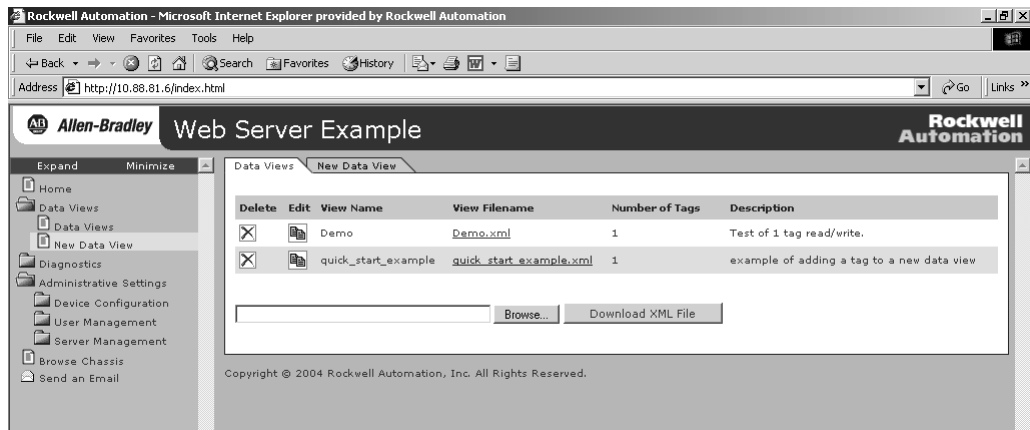 Rockwell Automation - Microsoft Internet Explorer provided by Rockwell Automation
File Edit View Favorites Tools Help
Back Search Favorites History
Address http://10.88.81.6/index.html Go Links »
AB Allen-Bradley Web Server Example Rockwell Automation
Expand Minimize
Home
Data Views
Data Views
New Data View
Diagnostics
Administrative Settings
Device Configuration
User Management
Server Management
Browse Chassis
Send an Email
Data Views New Data View
Delete Edit View Name View Filename Number of Tags Description
Demo Demo.xml 1 Test of 1 tag read/write.
quick_start_example quick_start_example.xml 1 example of adding a tag to a new data view
Browse... Download XML File
Copyright © 2004 Rockwell Automation, Inc. All Rights Reserved.